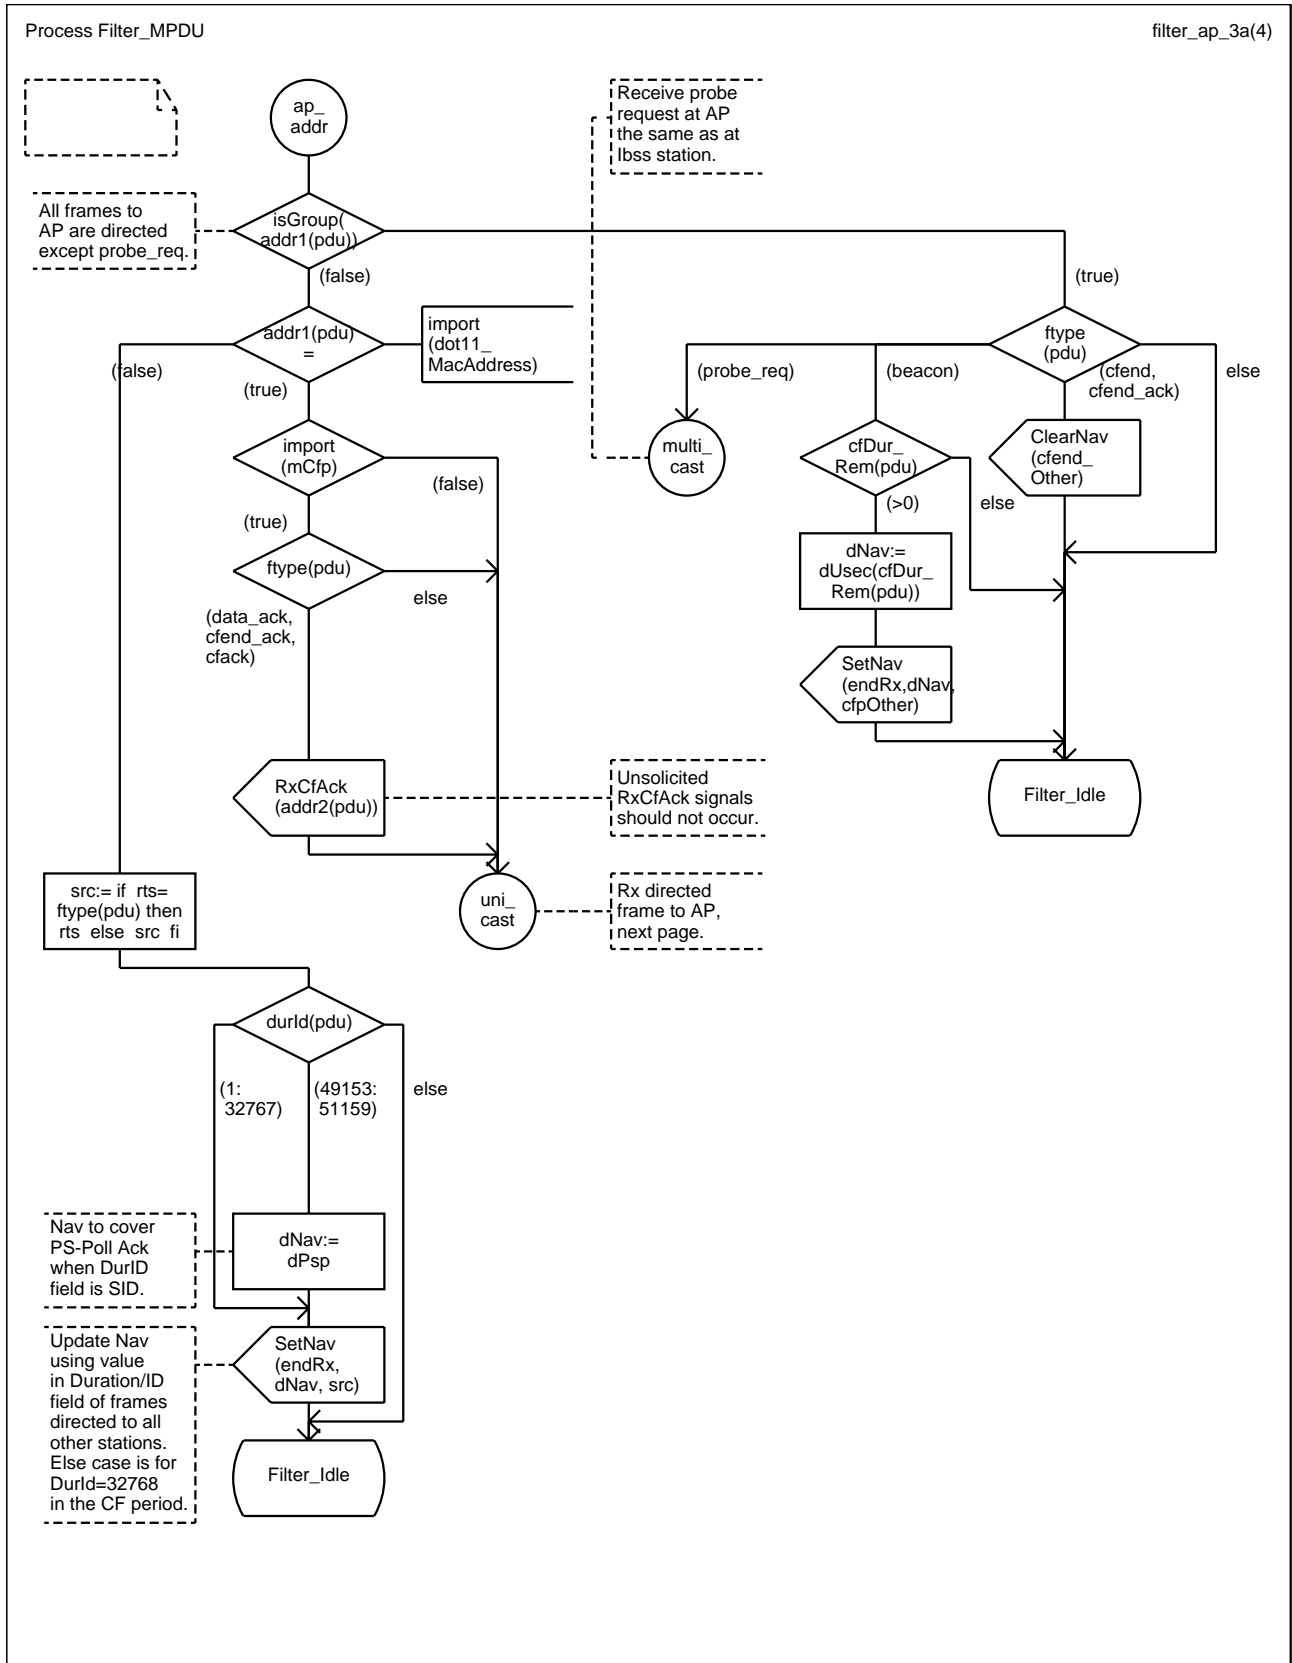 Process Filter_MPDU
filter_ap_3a(4)
ap_
addr
Receive probe
request at AP
the same as at
Ibss station.
All frames to
AP are directed
except probe_req.
isGroup(
addr1(pdu))
(false)
(true)
addr1(pdu)
=
import
(dot11_
MacAddress)
ftype
(pdu)
(false)
(true)
(probe_req)
(beacon)
(cfend,
cfend_ack)
else
import
(mCfp)
(false)
(true)
multi_
cast
cfDur_
Rem(pdu)
(>0)
else
ClearNav
(cfend_
Other)
ftype(pdu)
else
(data_ack,
cfend_ack,
cfack)
dNav:=
dUsec(cfDur_
Rem(pdu))
SetNav
(endRx,dNav,
cfpOther)
RxCfAck
(addr2(pdu))
Unsolicited
RxCfAck signals
should not occur.
Filter_Idle
src:= if rts=
ftype(pdu) then
rts else src fi
uni_
cast
Rx directed
frame to AP,
next page.
durId(pdu)
(1:
32767)
(49153:
51159)
else
Nav to cover
PS-Poll Ack
when DurID
field is SID.
dNav:=
dPsp
Update Nav
using value
in Duration/ID
field of frames
directed to all
other stations.
Else case is for
DurId=32768
in the CF period.
SetNav
(endRx,
dNav, src)
Filter_Idle